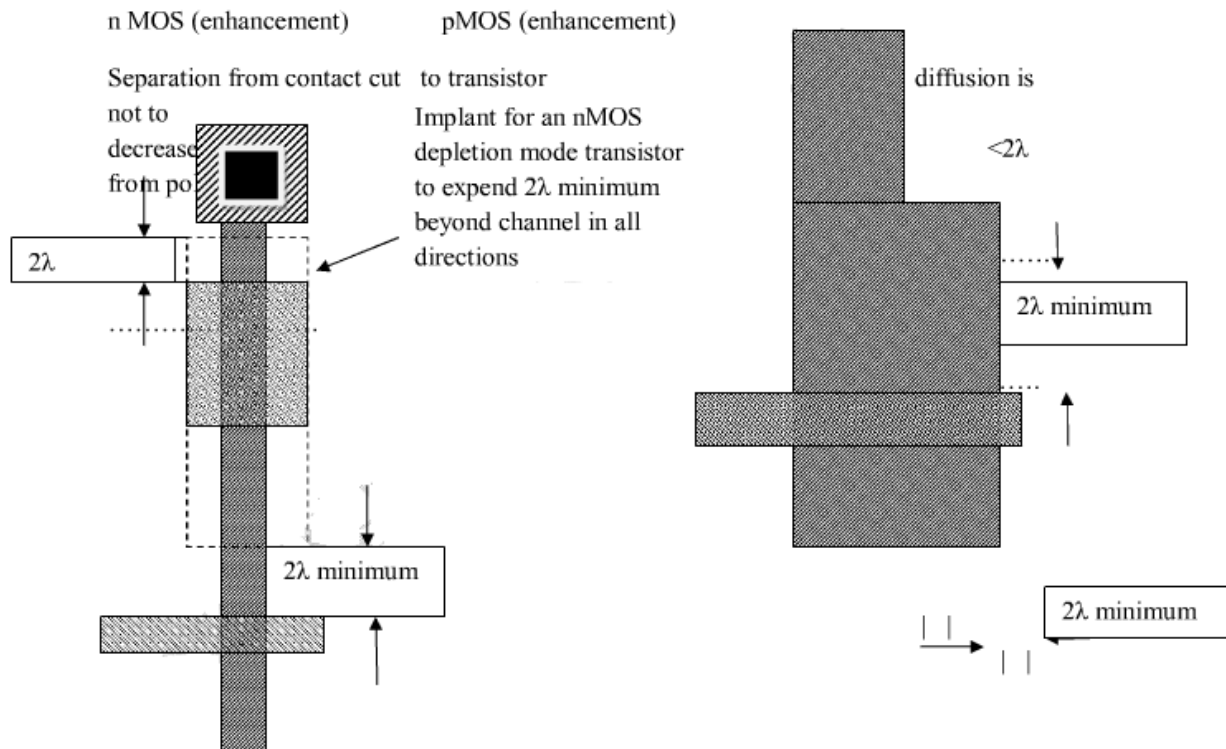 n MOS (enhancement) pMOS (enhancement)
Separation from contact cut to transistor
not to
decrease
from po
Implant for an nMOS
depletion mode transistor
to expend 2λ minimum
beyond channel in all
directions
diffusion is
<2λ
2λ
2λ minimum
2λ minimum
2λ minimum